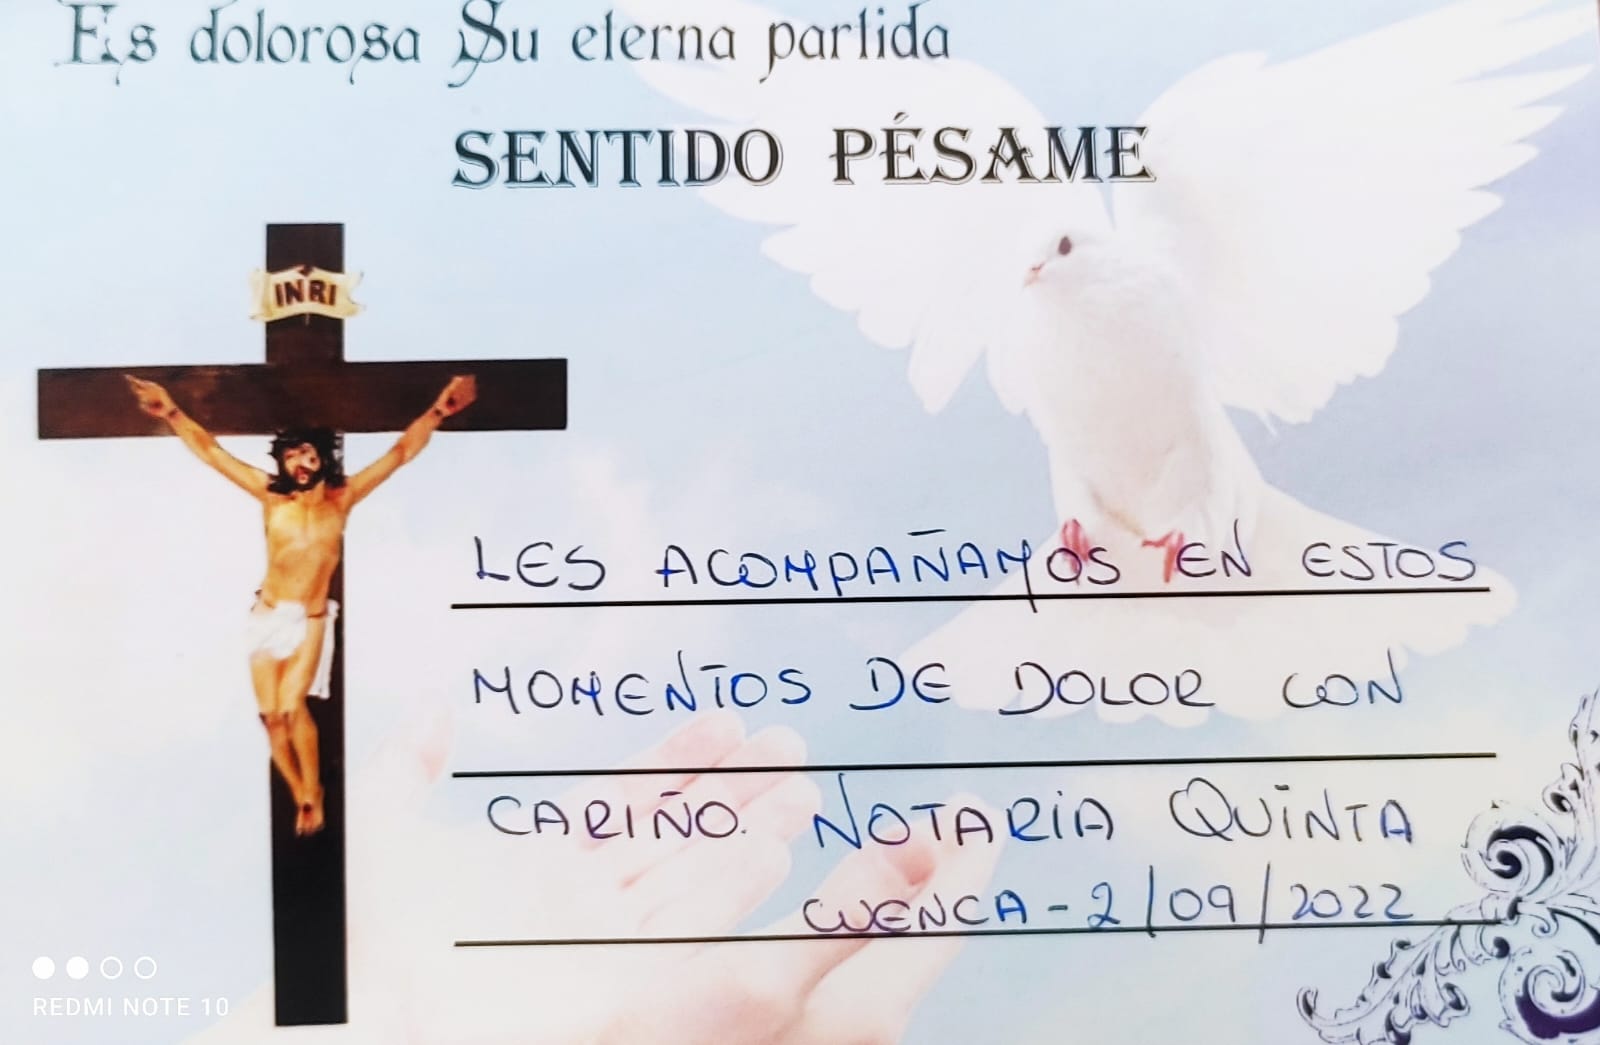 Es dolorosa Su eterna partida
SENTIDO PÉSAME
INRI
LES ACOMPAÑAMOS EN ESTOS
MOMENTOS DE DOLOR CON
CARIÑO. NOTARIA QUINTA
CUENCA - 2/09/2022
REDMI NOTE 10